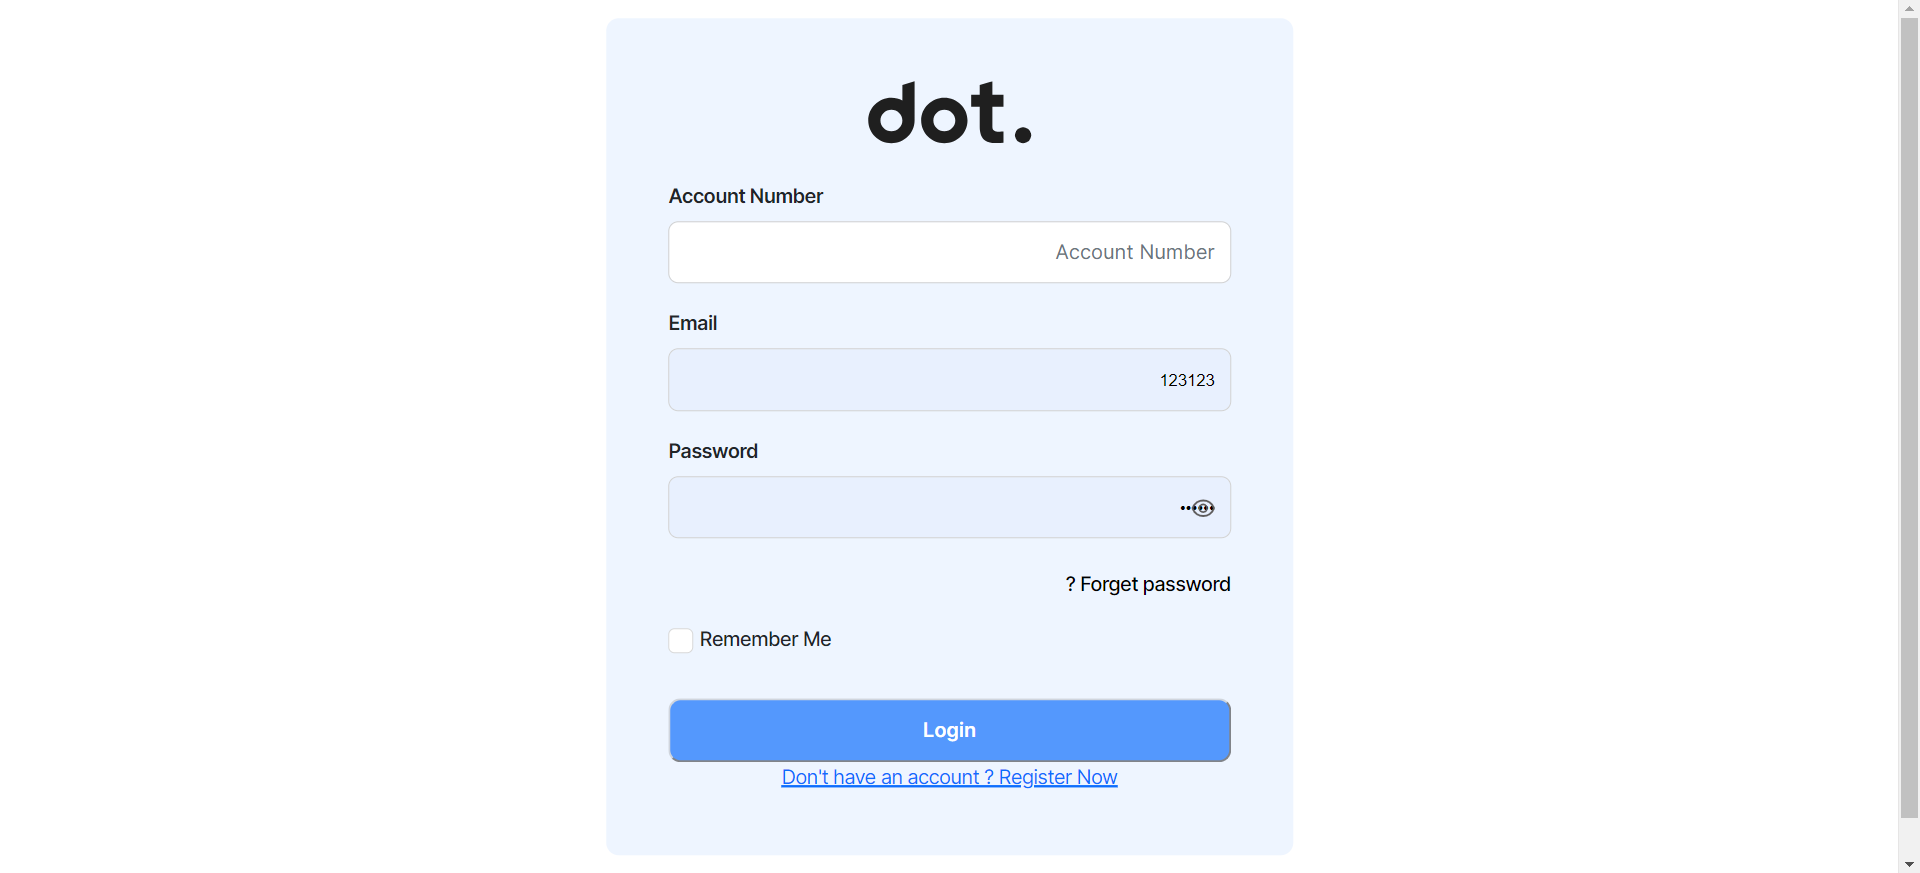 dot.
Account Number
Account Number
Email
123123
Password
? Forget password
Remember Me
Login
Don't have an account ? Register Now